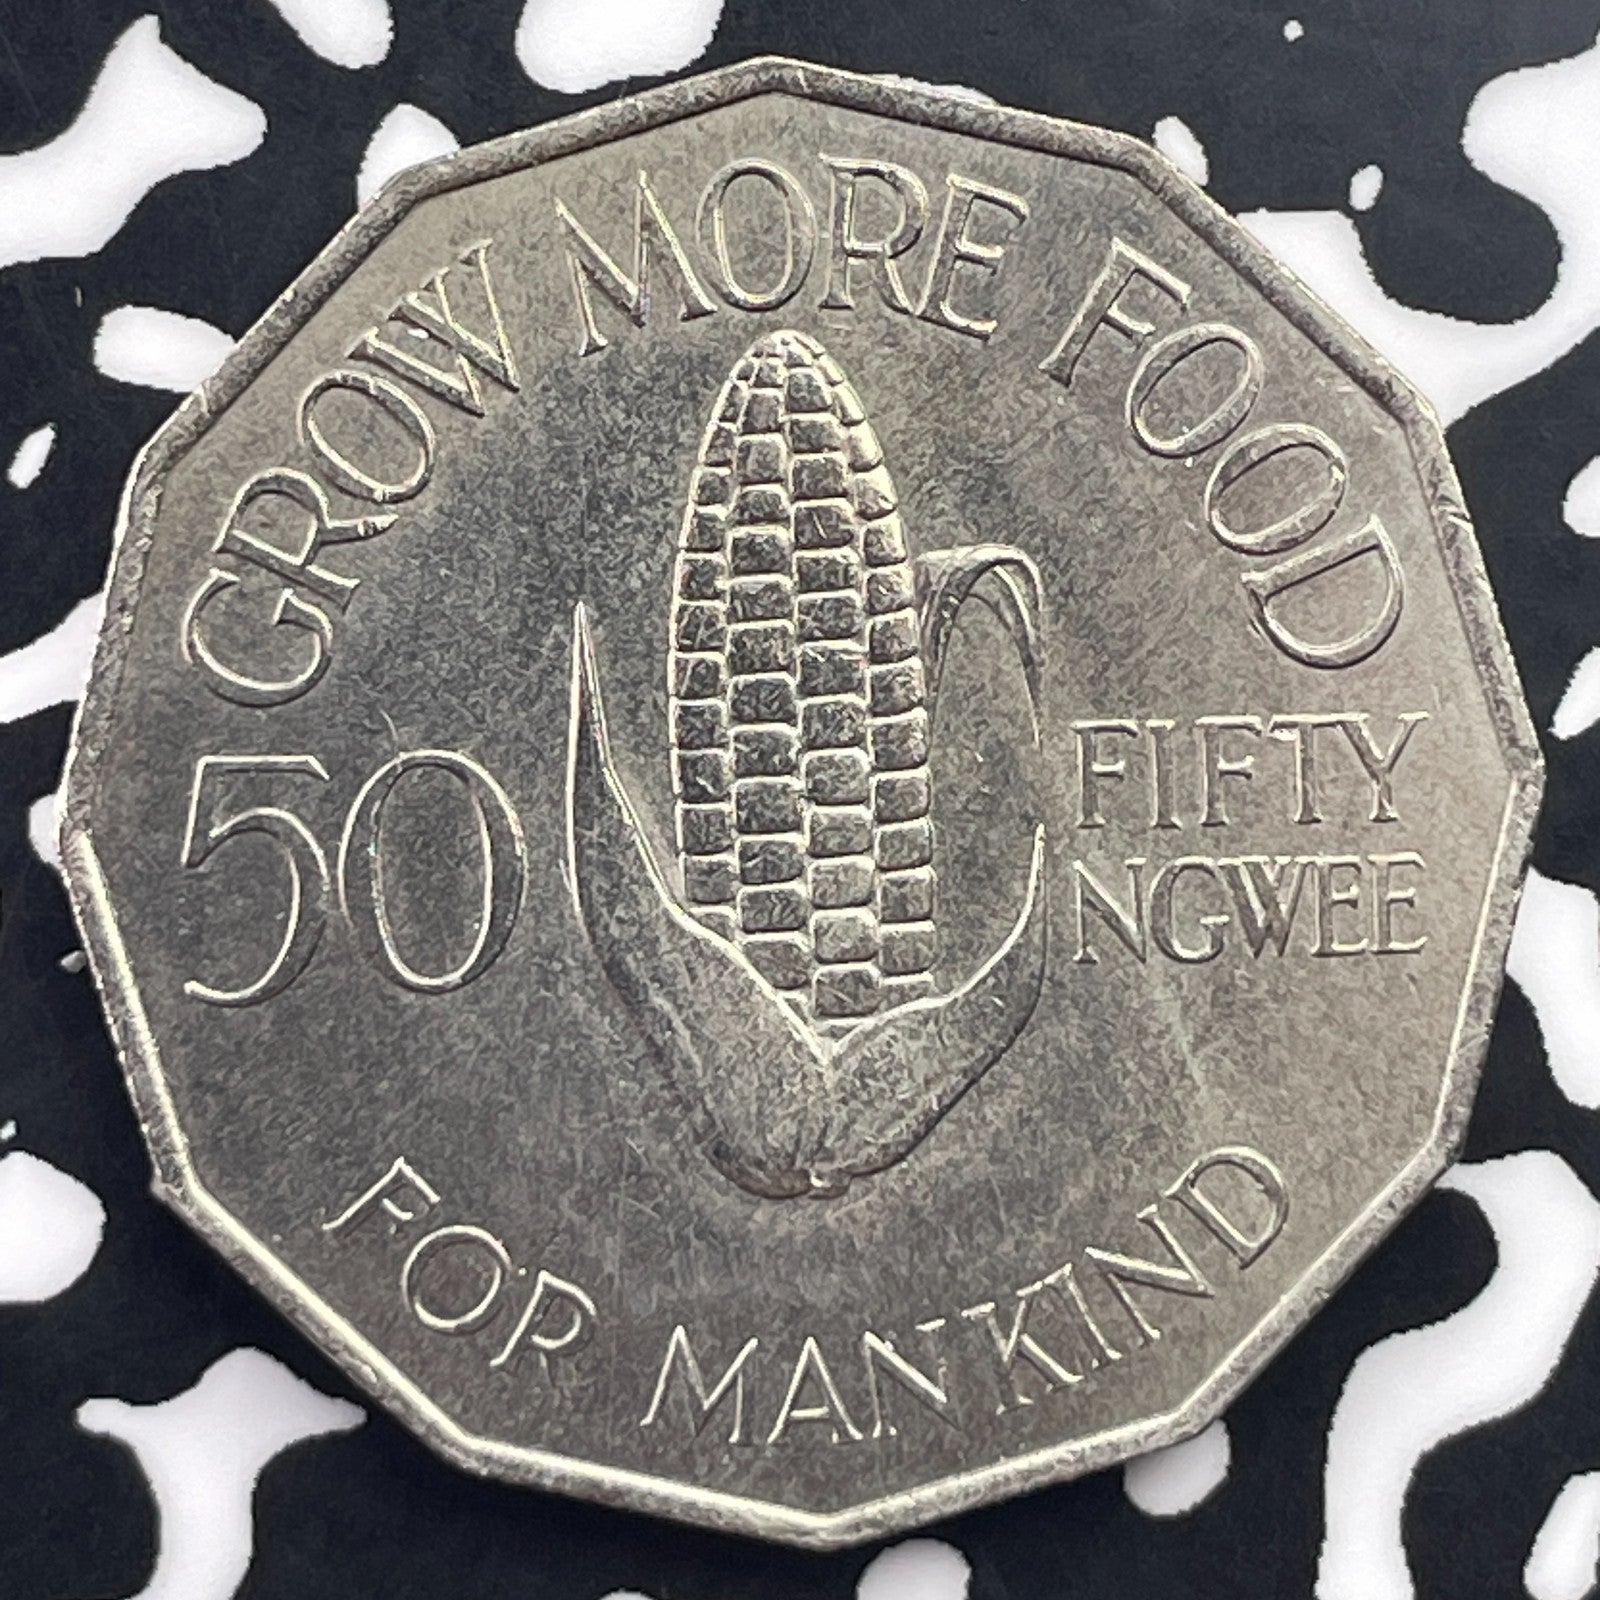 GROW MORE FOOD
50
FIFTY
NGWEE
FOR MANKIND